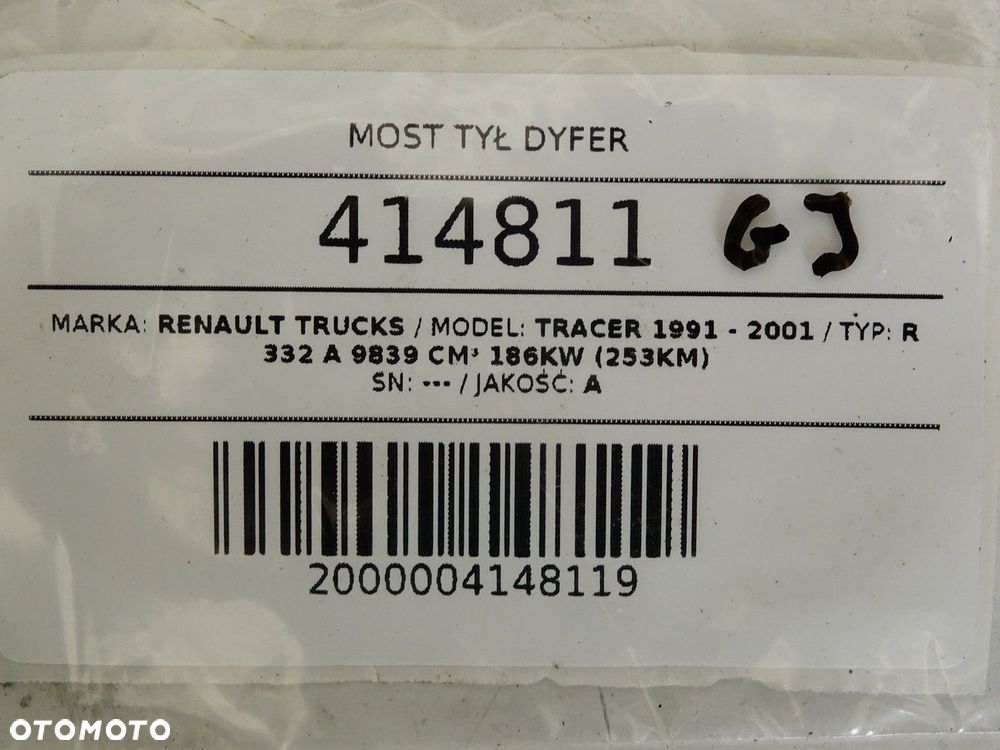 MOST TYŁ DYFER
414811 GJ
MARKA: RENAULT TRUCKS / MODEL: TRACER 1991 - 2001 / TYP: R
332 A 9839 CM³ 186KW (253KM)
SN: --- / JAKOŚĆ: A
2000004148119
OTOMOTO